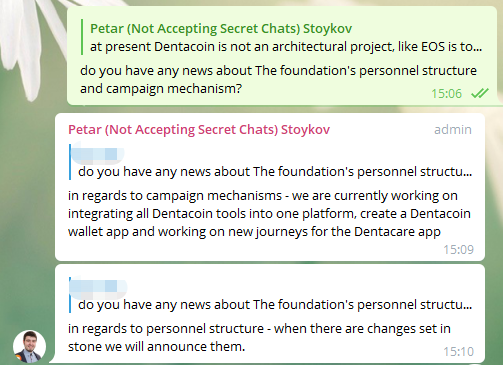 Petar (Not Accepting Secret Chats) Stoykov
at present Dentacoin is not an architectural project, like EOS is to...
do you have any news about The foundation's personnel structure
and campaign mechanism?
15:06
Petar (Not Accepting Secret Chats) Stoykov admin
do you have any news about The foundation's personnel structu...
in regards to campaign mechanisms - we are currently working on
integrating all Dentacoin tools into one platform, create a Dentacoin
wallet app and working on new journeys for the Dentacare app
15:09
do you have any news about The foundation's personnel structu...
in regards to personnel structure - when there are changes set in
stone we will announce them.
15:10